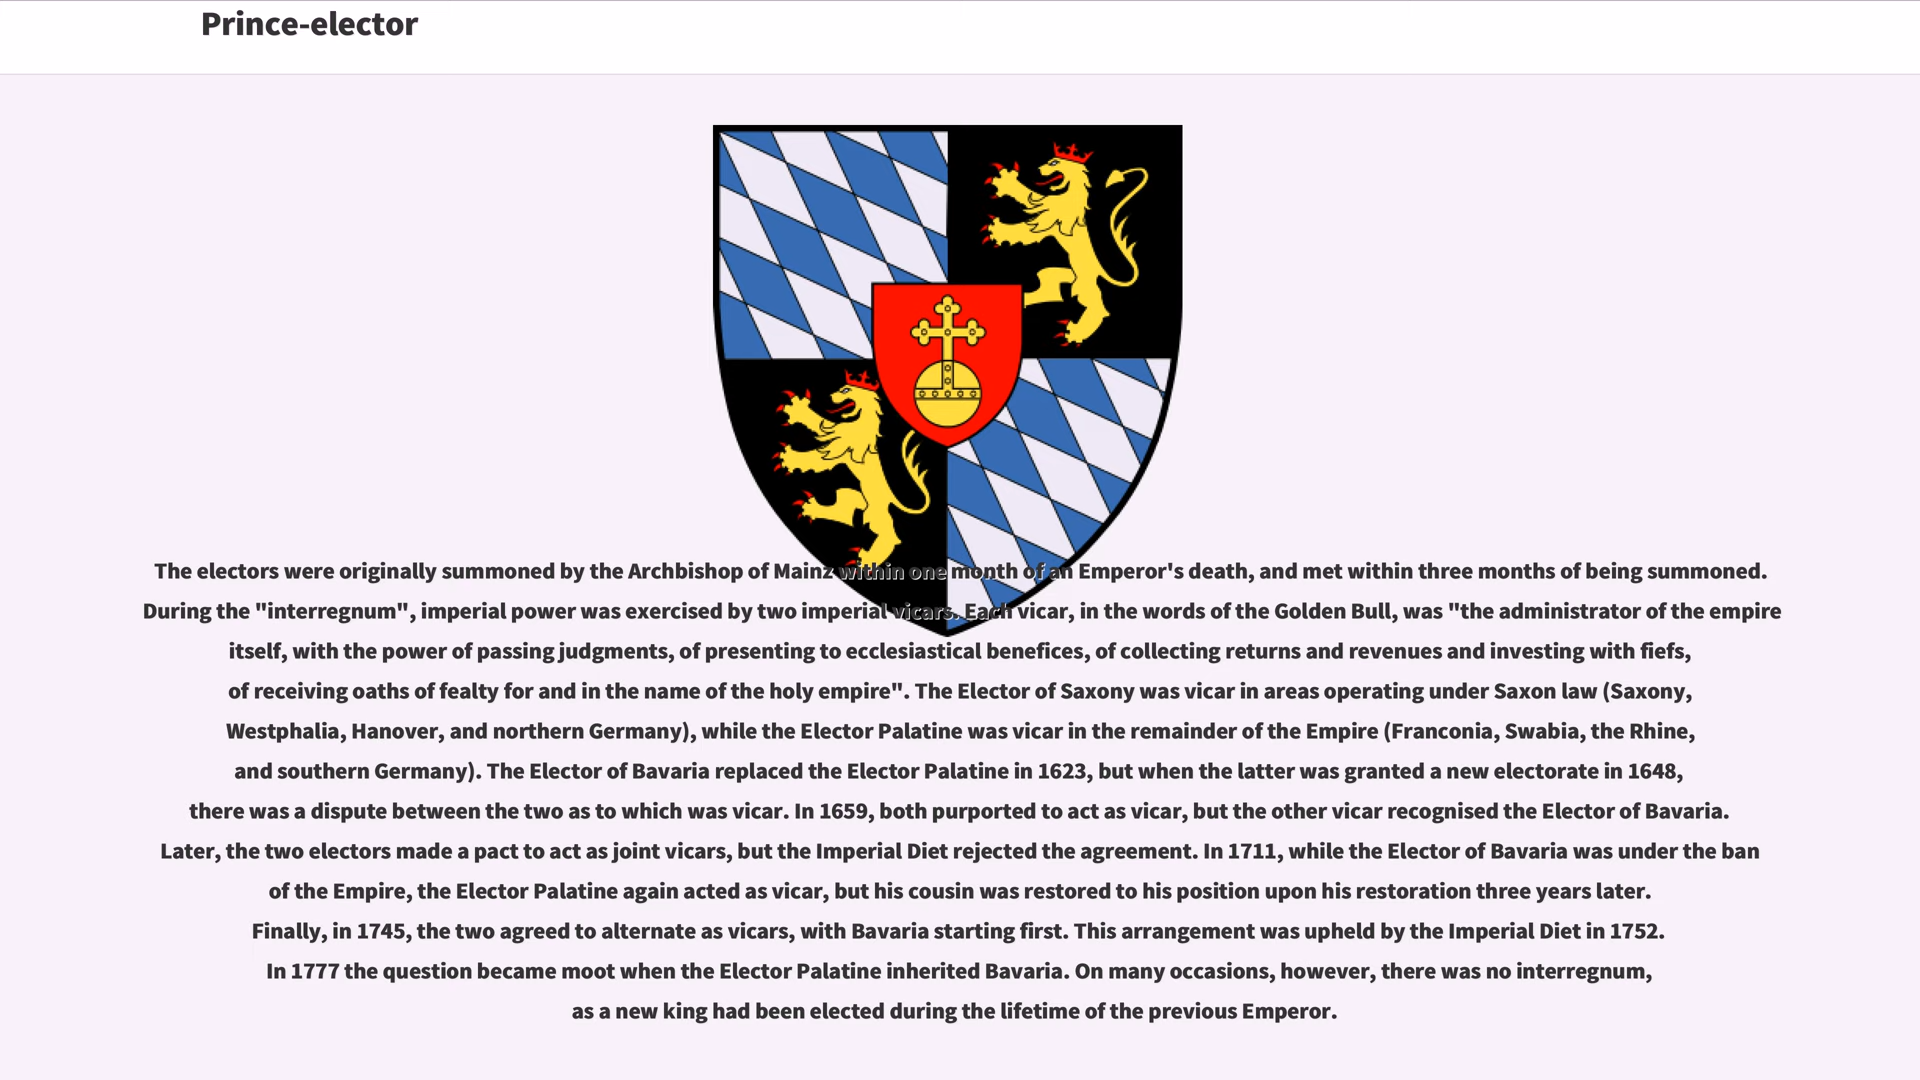 Prince-elector
The electors were originally summoned by the Archbishop of Mainz within one month of an Emperor's death, and met within three months of being summoned.
During the "interregnum", imperial power was exercised by two imperial vicars. Each vicar, in the words of the Golden Bull, was "the administrator of the empire
itself, with the power of passing judgments, of presenting to ecclesiastical benefices, of collecting returns and revenues and investing with fiefs,
of receiving oaths of fealty for and in the name of the holy empire". The Elector of Saxony was vicar in areas operating under Saxon law (Saxony,
Westphalia, Hanover, and northern Germany), while the Elector Palatine was vicar in the remainder of the Empire (Franconia, Swabia, the Rhine,
and southern Germany). The Elector of Bavaria replaced the Elector Palatine in 1623, but when the latter was granted a new electorate in 1648,
there was a dispute between the two as to which was vicar. In 1659, both purported to act as vicar, but the other vicar recognised the Elector of Bavaria.
Later, the two electors made a pact to act as joint vicars, but the Imperial Diet rejected the agreement. In 1711, while the Elector of Bavaria was under the ban
of the Empire, the Elector Palatine again acted as vicar, but his cousin was restored to his position upon his restoration three years later.
Finally, in 1745, the two agreed to alternate as vicars, with Bavaria starting first. This arrangement was upheld by the Imperial Diet in 1752.
In 1777 the question became moot when the Elector Palatine inherited Bavaria. On many occasions, however, there was no interregnum,
as a new king had been elected during the lifetime of the previous Emperor.